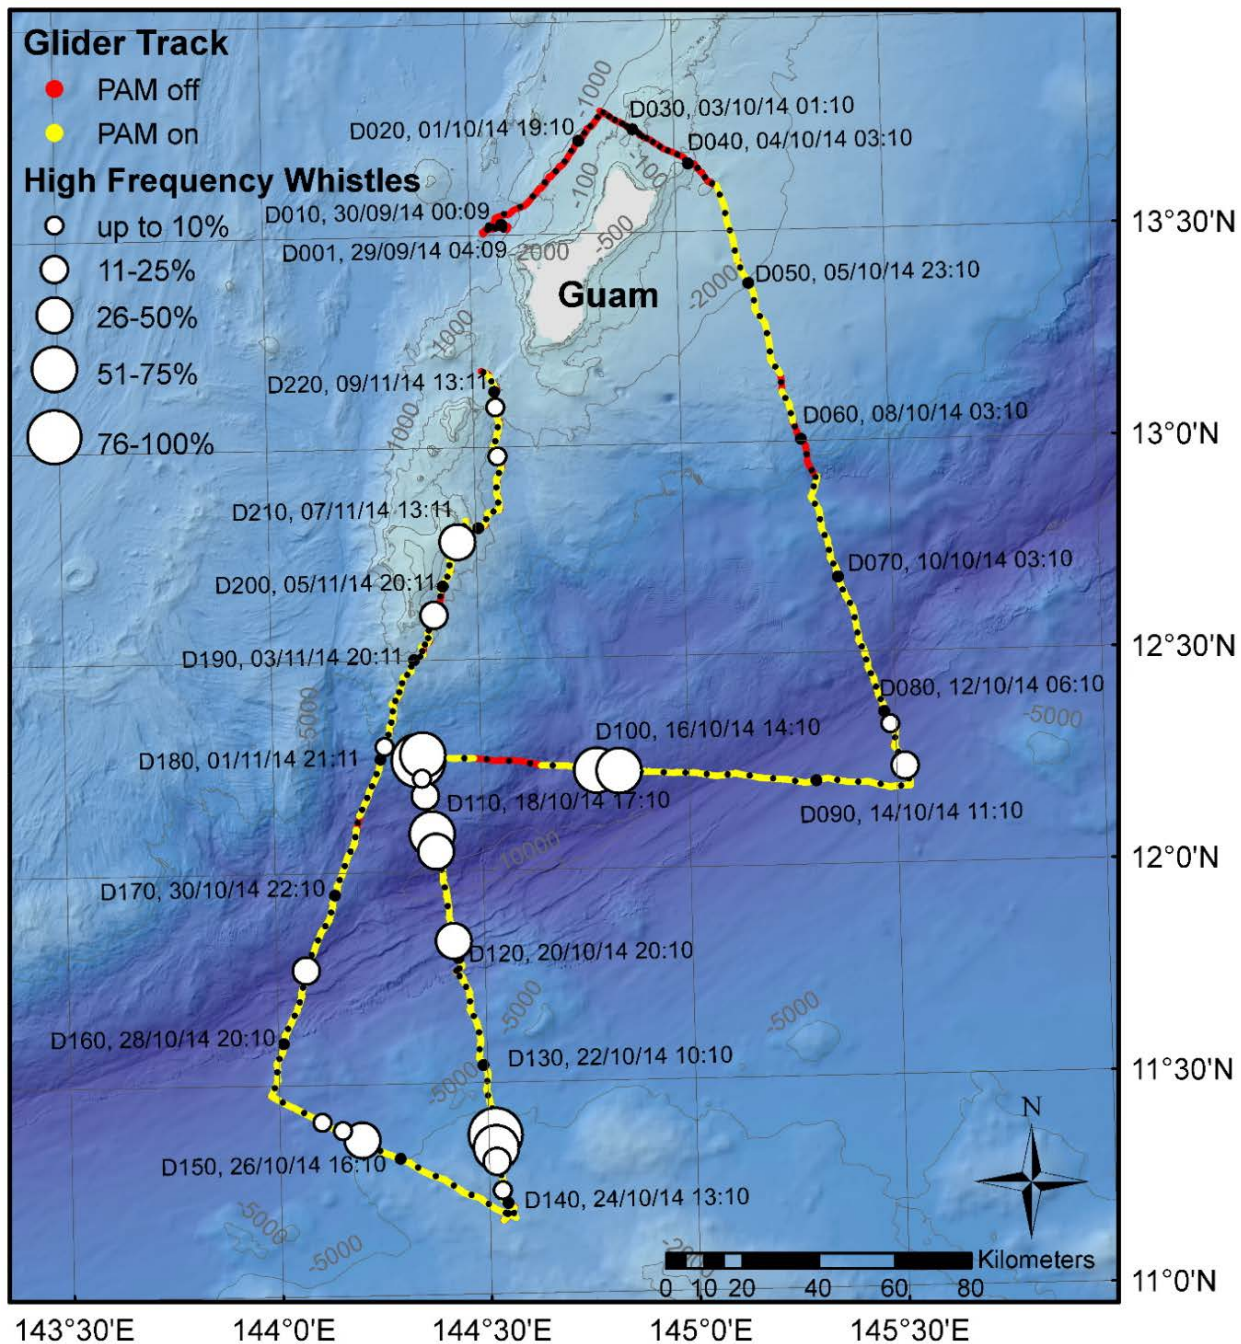 Glider Track
PAM off
PAM on
High Frequency Whistles
up to 10%
11-25%
26-50%
51-75%
76-100%
-1000
D030, 03/10/14 01:10
D020, 01/10/14 19:10
D040, 04/10/14 03:10
-100
-100
D010, 30/09/14 00:09
-500
D001, 29/09/14 04:09
-2000
D050, 05/10/14 23:10
-2000
Guam
1000
D220, 09/11/14 13:11
1000
D060, 08/10/14 03:10
D210, 07/11/14 13:11
D200, 05/11/14 20:11
D070, 10/10/14 03:10
D190, 03/11/14 20:11
D080, 12/10/14 06:10
-5000
-5000
D100, 16/10/14 14:10
D180, 01/11/14 21:11
D110, 18/10/14 17:10
D090, 14/10/14 11:10
-10000
D170, 30/10/14 22:10
D120, 20/10/14 20:10
-5000
-5000
D160, 28/10/14 20:10
D130, 22/10/14 10:10
-5000
D150, 26/10/14 16:10
D140, 24/10/14 13:10
-5000
-5000
N
Kilometers
0 10 20 40 60 80
13°30'N
13°0'N
12°30'N
12°0'N
11°30'N
11°0'N
143°30'E
144°0'E
144°30'E
145°0'E
145°30'E